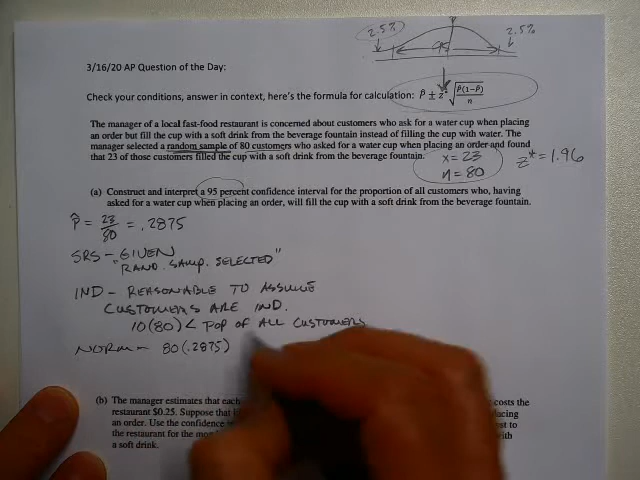 2.5%
2.5%
95
3/16/20 AP Question of the Day:
Check your conditions, answer in context, here's the formula for calculation: P̂ ± z* √(P̂(1−P̂)/n)
The manager of a local fast-food restaurant is concerned about customers who ask for a water cup when placing
an order but fill the cup with a soft drink from the beverage fountain instead of filling the cup with water. The
manager selected a random sample of 80 customers who asked for a water cup when placing an order and found
that 23 of those customers filled the cup with a soft drink from the beverage fountain.
x = 23
n = 80
z* = 1.96
(a) Construct and interpret a 95 percent confidence interval for the proportion of all customers who, having
asked for a water cup when placing an order, will fill the cup with a soft drink from the beverage fountain.
P̂ = 23/80 = .2875
SRS - GIVEN
"RAND. SAMP. SELECTED"
IND - REASONABLE TO ASSUME
CUSTOMERS ARE IND.
10(80) < POP OF ALL CUSTOMERS
NORM - 80(.2875)
(b) The manager estimates that each costs the
restaurant $0.25. Suppose that
an order. Use the confidence
the restaurant for the with
a soft drink.